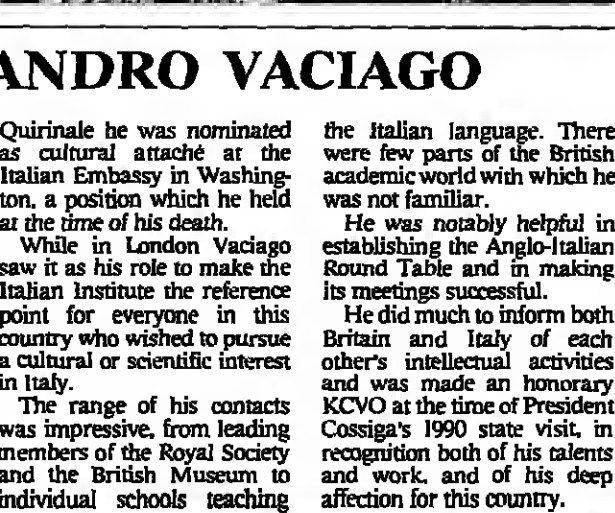 ANDRO VACIAGO
Quirinale he was nominated
as cultural attaché at the
Italian Embassy in Washing-
ton, a position which he held
at the time of his death.
While in London Vaciago
saw it as his role to make the
Italian Institute the reference
point for everyone in this
country who wished to pursue
a cultural or scientific interest
in Italy.
The range of his contacts
was impressive, from leading
members of the Royal Society
and the British Museum to
individual schools teaching
the Italian language. There
were few parts of the British
academic world with which he
was not familiar.
He was notably helpful in
establishing the Anglo-Italian
Round Table and in making
its meetings successful.
He did much to inform both
Britain and Italy of each
other's intellectual activities
and was made an honorary
KCVO at the time of President
Cossiga's 1990 state visit, in
recognition both of his talents
and work, and of his deep
affection for this country.